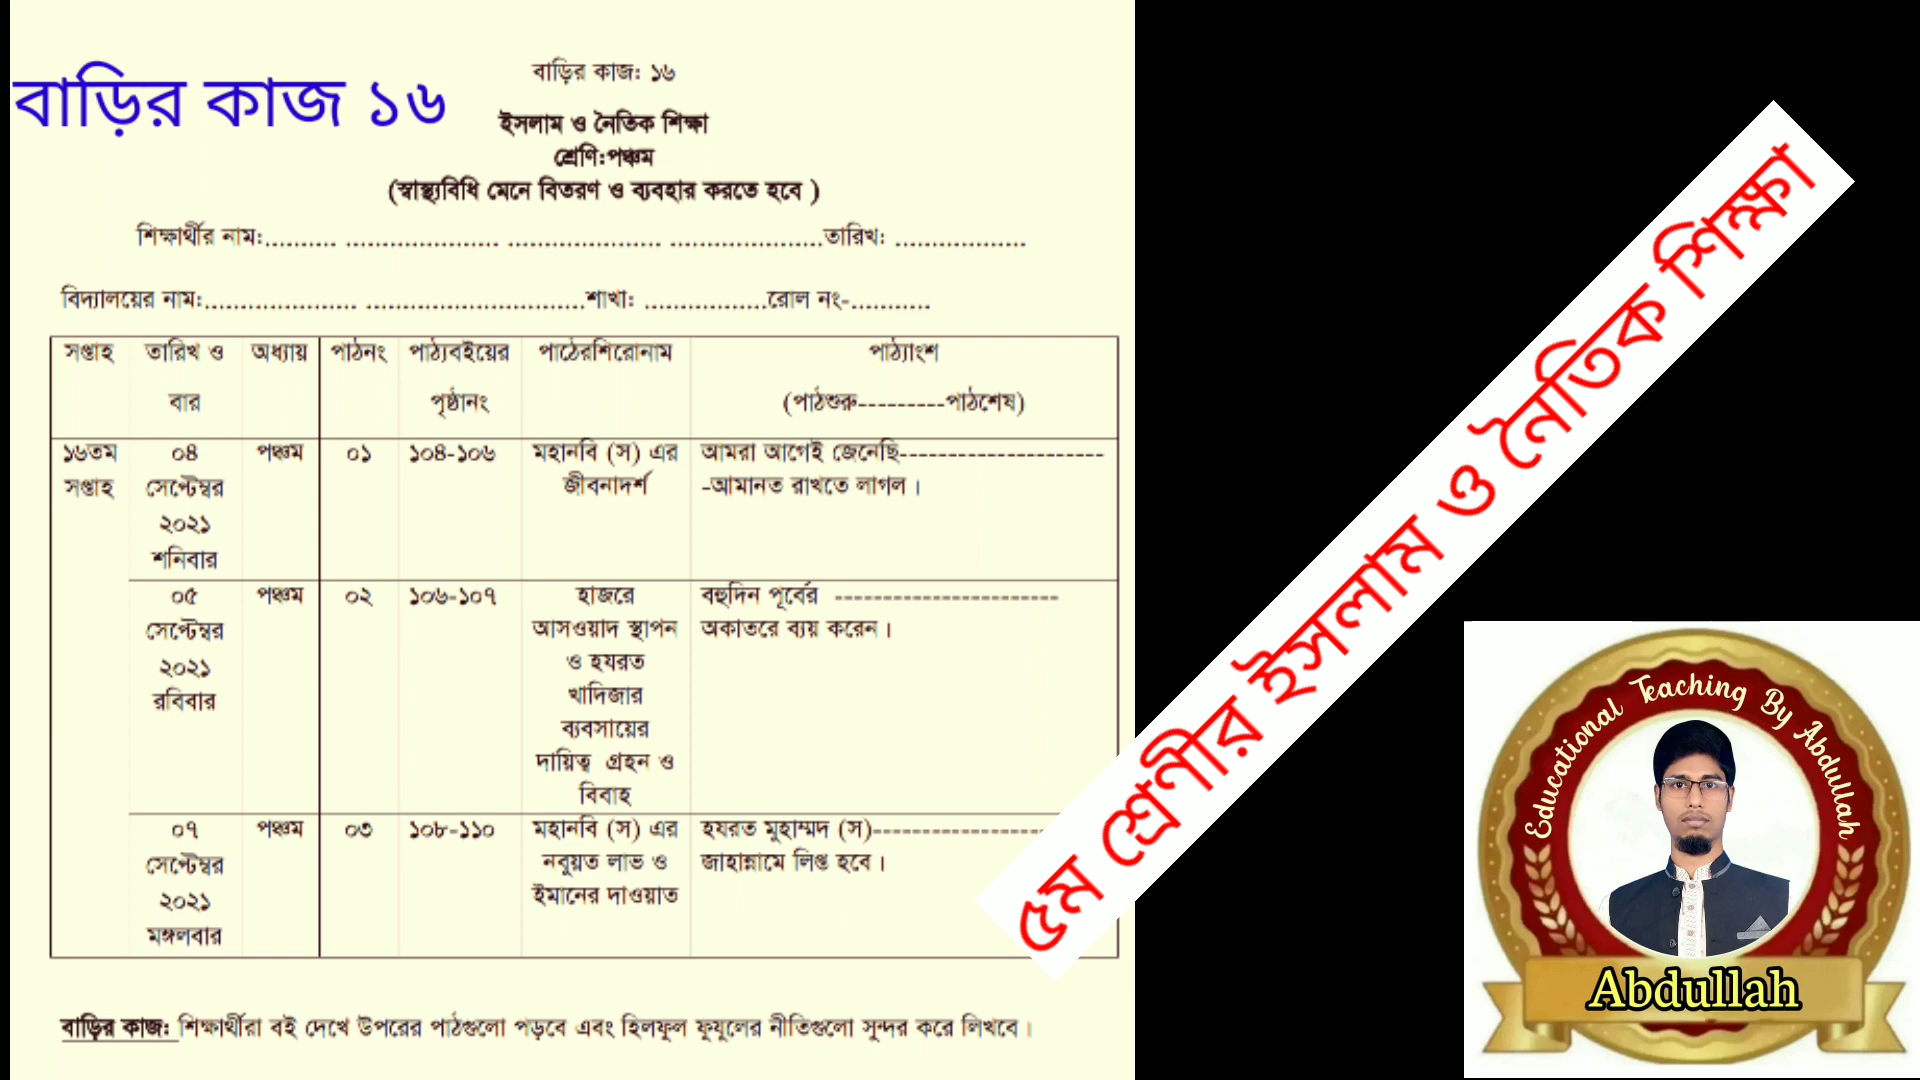 বাড়ির কাজ ১৬
বাড়ির কাজ: ১৬
ইসলাম ও নৈতিক শিক্ষা
শ্রেণি:পঞ্চম
(স্বাস্থ্যবিধি মেনে বিতরণ ও ব্যবহার করতে হবে )
শিক্ষার্থীর নাম:.......... ..................... ..................... .....................তারিখ: ..................
বিদ্যালয়ের নাম:..................... ..............................শাখা: .................রোল নং-...........
সপ্তাহ তারিখ ও বার অধ্যায় পাঠনং পাঠ্যবইয়ের পৃষ্ঠানং পাঠেরশিরোনাম পাঠ্যাংশ
(পাঠশুরু---------পাঠশেষ)
১৬তম সপ্তাহ
০৪
সেপ্টেম্বর
২০২১
শনিবার
পঞ্চম
০১
১০৪-১০৬
মহানবি (স) এর
জীবনাদর্শ
আমরা আগেই জেনেছি---------------------
-আমানত রাখতে লাগল।
০৫
সেপ্টেম্বর
২০২১
রবিবার
পঞ্চম
০২
১০৬-১০৭
হাজরে
আসওয়াদ স্থাপন
ও হযরত
খাদিজার
ব্যবসায়ের
দায়িত্ব গ্রহন ও
বিবাহ
বহুদিন পূর্বের -----------------------
অকাতরে ব্যয় করেন।
০৭
সেপ্টেম্বর
২০২১
মঙ্গলবার
পঞ্চম
০৩
১০৮-১১০
মহানবি (স) এর
নবুয়ত লাভ ও
ইমানের দাওয়াত
হযরত মুহাম্মদ (স)------------------
জাহান্নামে লিপ্ত হবে।
বাড়ির কাজ: শিক্ষার্থীরা বই দেখে উপরের পাঠগুলো পড়বে এবং হিলফুল ফুযুলের নীতিগুলো সুন্দর করে লিখবে।
৫ম শ্রেণীর ইসলাম ও নৈতিক শিক্ষা
Educational Teaching By Abdullah
Abdullah